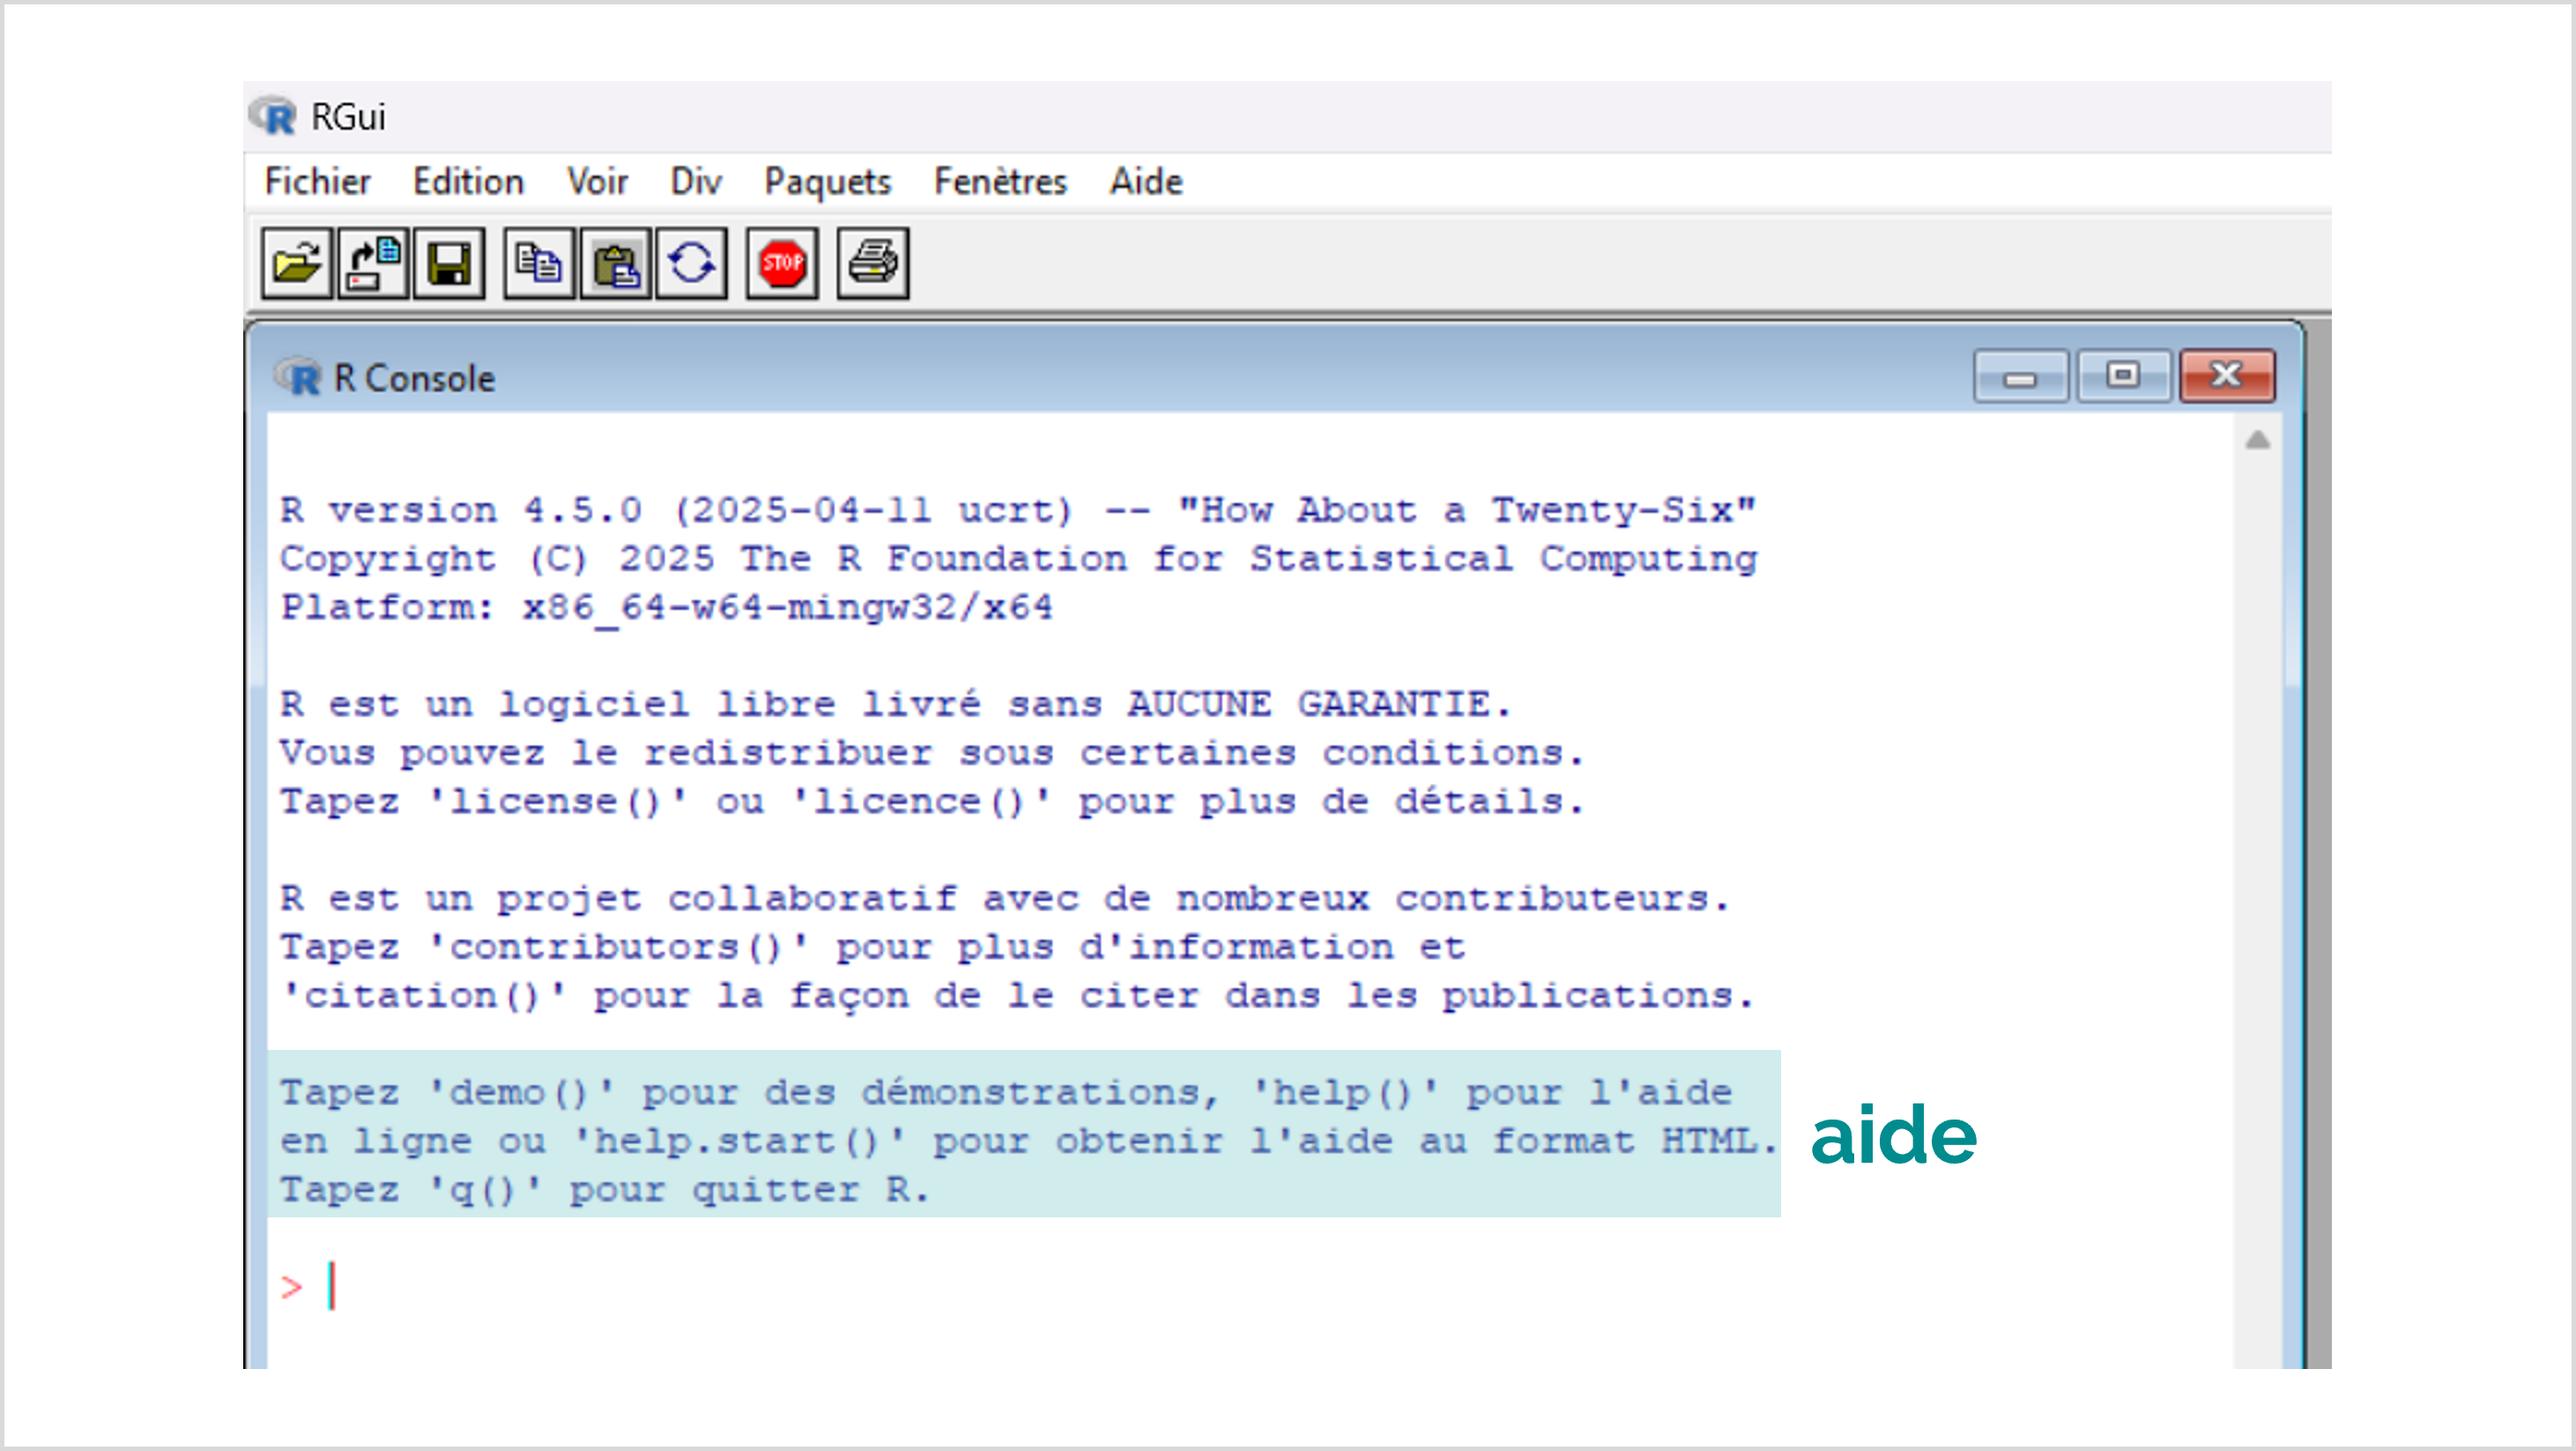 RGui
Fichier Edition Voir Div Paquets Fenêtres Aide
STOP
R Console
R version 4.5.0 (2025-04-11 ucrt) -- "How About a Twenty-Six"
Copyright (C) 2025 The R Foundation for Statistical Computing
Platform: x86_64-w64-mingw32/x64
R est un logiciel libre livré sans AUCUNE GARANTIE.
Vous pouvez le redistribuer sous certaines conditions.
Tapez 'license()' ou 'licence()' pour plus de détails.
R est un projet collaboratif avec de nombreux contributeurs.
Tapez 'contributors()' pour plus d'information et
'citation()' pour la façon de le citer dans les publications.
Tapez 'demo()' pour des démonstrations, 'help()' pour l'aide
en ligne ou 'help.start()' pour obtenir l'aide au format HTML.
Tapez 'q()' pour quitter R.
aide
>